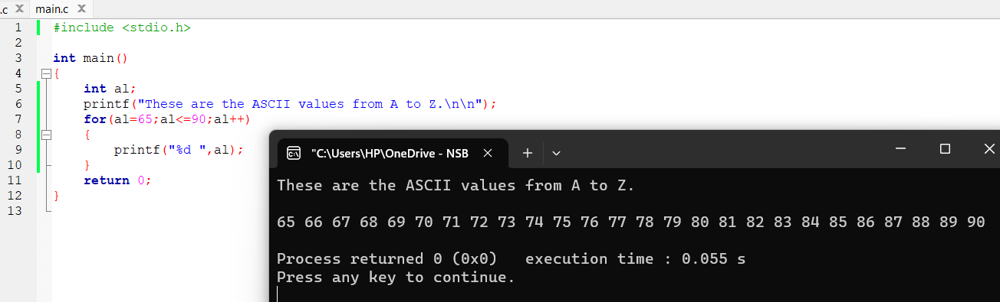 .c X main.c X
1 #include <stdio.h>
2
3 int main()
4 {
5 int al;
6 printf("These are the ASCII values from A to Z.\n\n");
7 for(al=65;al<=90;al++)
8 {
9 printf("%d ",al);
10 }
11 return 0;
12 }
13
"C:\Users\HP\OneDrive - NSB
These are the ASCII values from A to Z.
65 66 67 68 69 70 71 72 73 74 75 76 77 78 79 80 81 82 83 84 85 86 87 88 89 90
Process returned 0 (0x0)   execution time : 0.055 s
Press any key to continue.